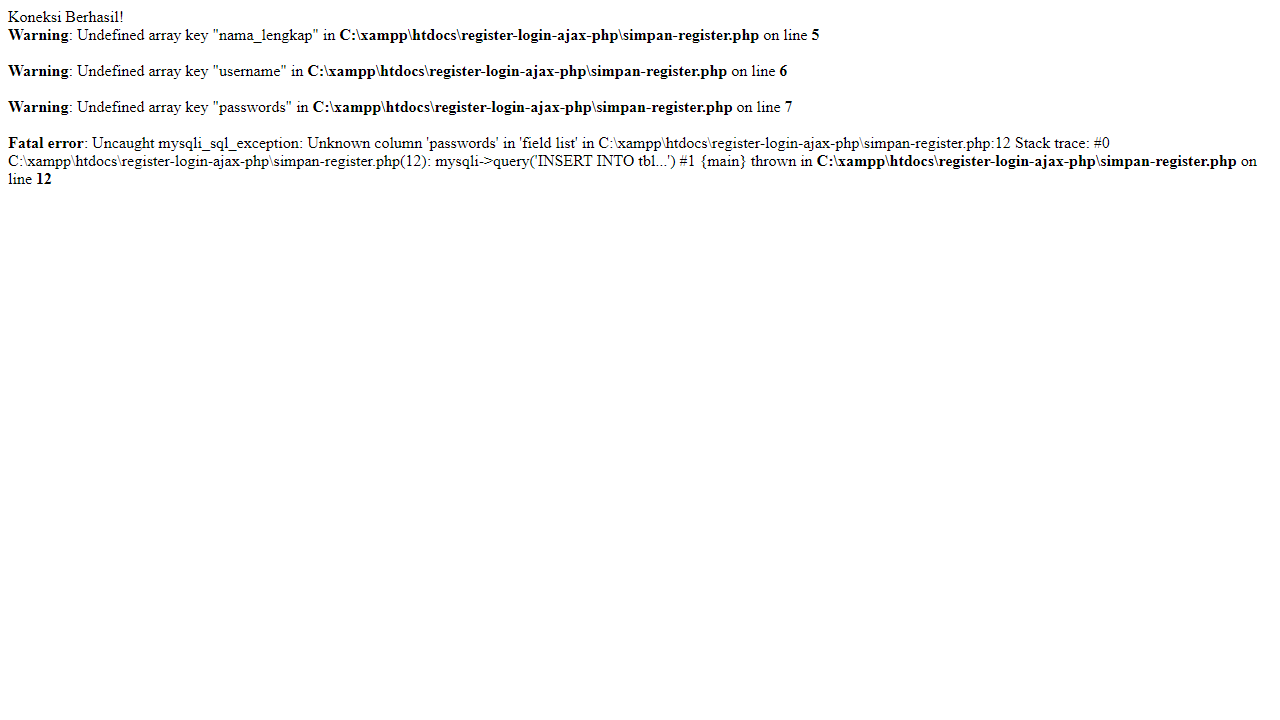 Koneksi Berhasil!
Warning: Undefined array key "nama_lengkap" in C:\xampp\htdocs\register-login-ajax-php\simpan-register.php on line 5
Warning: Undefined array key "username" in C:\xampp\htdocs\register-login-ajax-php\simpan-register.php on line 6
Warning: Undefined array key "passwords" in C:\xampp\htdocs\register-login-ajax-php\simpan-register.php on line 7
Fatal error: Uncaught mysqli_sql_exception: Unknown column 'passwords' in 'field list' in C:\xampp\htdocs\register-login-ajax-php\simpan-register.php:12 Stack trace: #0
C:\xampp\htdocs\register-login-ajax-php\simpan-register.php(12): mysqli->query('INSERT INTO tbl...') #1 {main} thrown in C:\xampp\htdocs\register-login-ajax-php\simpan-register.php on
line 12